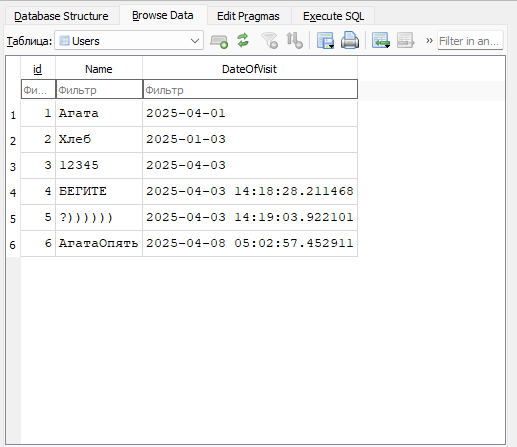 Database Structure Browse Data Edit Pragmas Execute SQL
Таблица: Users » Filter in an...
id Name DateOfVisit
Фи... Фильтр Фильтр
1 1 Агата 2025-04-01
2 2 Хлеб 2025-01-03
3 3 12345 2025-04-03
4 4 БЕГИТЕ 2025-04-03 14:18:28.211468
5 5 ?)))))) 2025-04-03 14:19:03.922101
6 6 АгатаОпять 2025-04-08 05:02:57.452911